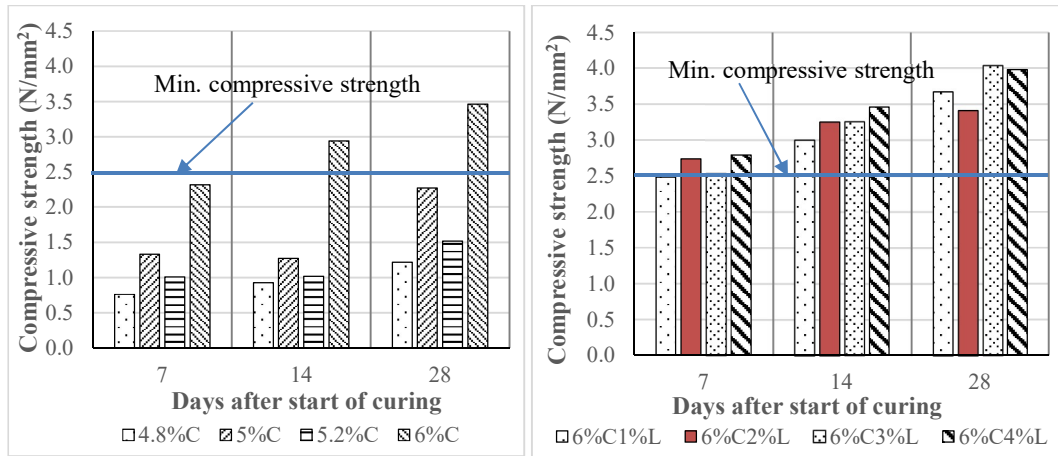 4.5
4.0
3.5
3.0
2.5
2.0
1.5
1.0
0.5
0.0
Compressive strength (N/mm²)
Min. compressive strength
7 14 28
Days after start of curing
4.8%C 5%C 5.2%C 6%C
4.5
4.0
3.5
3.0
2.5
2.0
1.5
1.0
0.5
0.0
Compressive strength (N/mm²)
Min. compressive strength
7 14 28
Days after start of curing
6%C1%L 6%C2%L 6%C3%L 6%C4%L